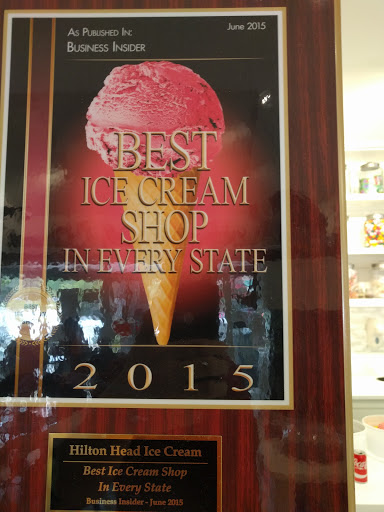 As Published In:
Business Insider
June 2015
BEST
ICE CREAM
SHOP
IN EVERY STATE
2015
Hilton Head Ice Cream
Best Ice Cream Shop
In Every State
Business Insider - June 2015